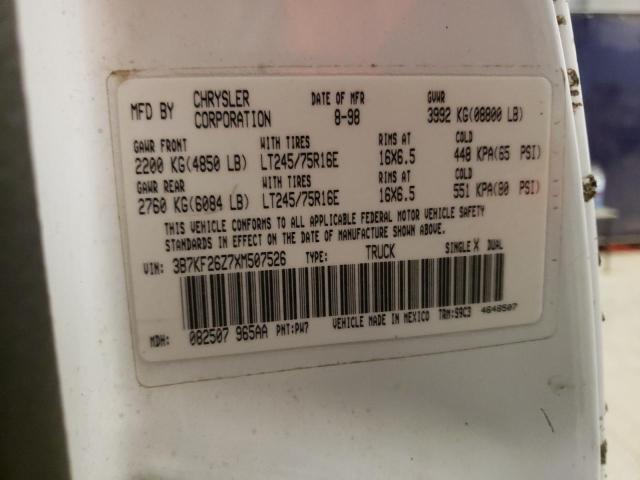 MFD BY CHRYSLER CORPORATION DATE OF MFR 8-98 GVWR 3992 KG(08800 LB)
GAWR FRONT WITH TIRES RIMS AT COLD
2200 KG(4850 LB) LT245/75R16E 16X6.5 448 KPA(65 PSI)
GAWR REAR WITH TIRES RIMS AT COLD
2760 KG(6084 LB) LT245/75R16E 16X6.5 551 KPA(80 PSI)
THIS VEHICLE CONFORMS TO ALL APPLICABLE FEDERAL MOTOR VEHICLE SAFETY
STANDARDS IN EFFECT ON THE DATE OF MANUFACTURE SHOWN ABOVE.
VIN: 3B7KF26Z7XM507526 TYPE: TRUCK SINGLE X DUAL
MDH: 082507 965AA PNT:PW7 VEHICLE MADE IN MEXICO TRM:S9C3 4648507